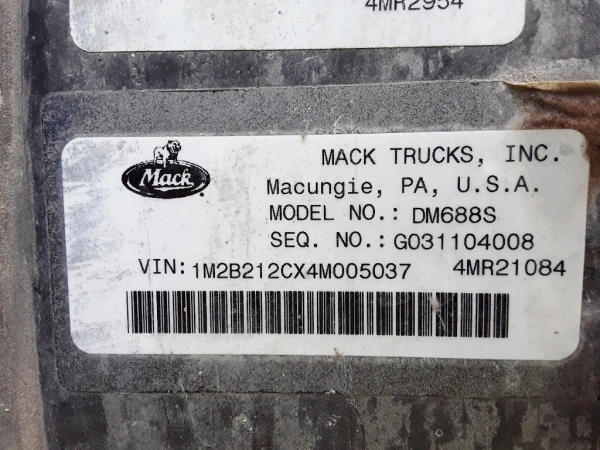 4MR2954
Mack
MACK TRUCKS, INC.
Macungie, PA, U.S.A.
MODEL NO.: DM688S
SEQ. NO.: G031104008
VIN: 1M2B212CX4M005037 4MR21084